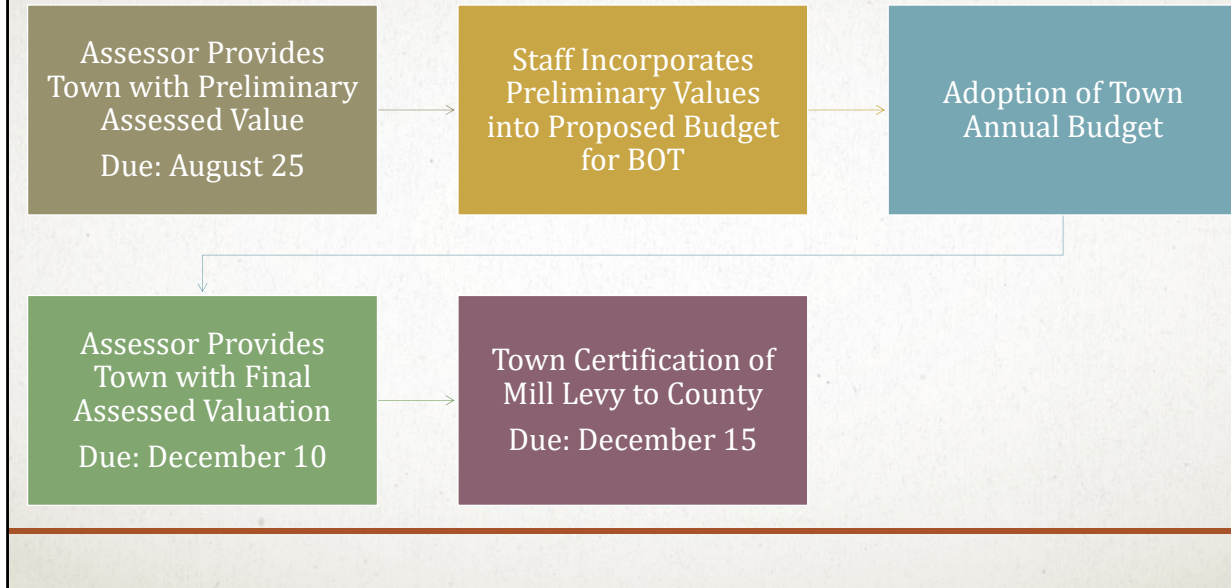 Assessor Provides
Town with Preliminary
Assessed Value
Due: August 25
Staff Incorporates
Preliminary Values
into Proposed Budget
for BOT
Adoption of Town
Annual Budget
Assessor Provides
Town with Final
Assessed Valuation
Due: December 10
Town Certification of
Mill Levy to County
Due: December 15